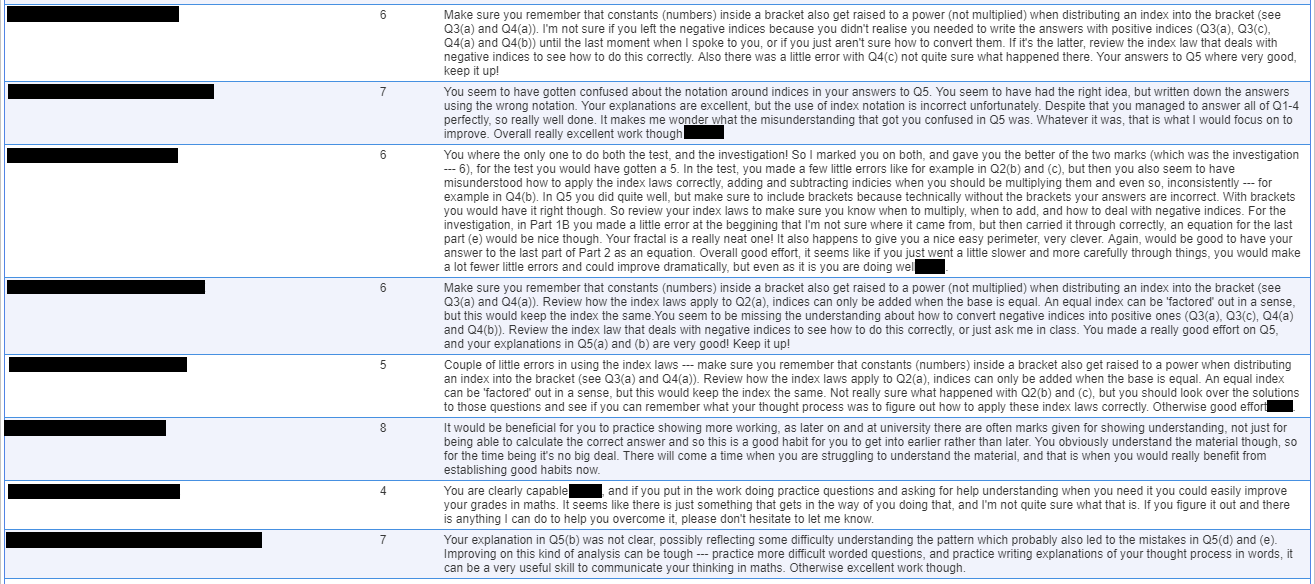 6
Make sure you remember that constants (numbers) inside a bracket also get raised to a power (not multiplied) when distributing an index into the bracket (see
Q3(a) and Q4(a)). I'm not sure if you left the negative indices because you didn't realise you needed to write the answers with positive indices (Q3(a), Q3(c),
Q4(a) and Q4(b)) until the last moment when I spoke to you, or if you just aren't sure how to convert them. If it's the latter, review the index law that deals with
negative indices to see how to do this correctly. Also there was a little error with Q4(c) not quite sure what happened there. Your answers to Q5 where very good,
keep it up!
7
You seem to have gotten confused about the notation around indices in your answers to Q5. You seem to have had the right idea, but written down the answers
using the wrong notation. Your explanations are excellent, but the use of index notation is incorrect unfortunately. Despite that you managed to answer all of Q1-4
perfectly, so really well done. It makes me wonder what the misunderstanding that got you confused in Q5 was. Whatever it was, that is what I would focus on to
improve. Overall really excellent work though
6
You where the only one to do both the test, and the investigation! So I marked you on both, and gave you the better of the two marks (which was the investigation
--- 6), for the test you would have gotten a 5. In the test, you made a few little errors like for example in Q2(b) and (c), but then you also seem to have
misunderstood how to apply the index laws correctly, adding and subtracting indicies when you should be multiplying them and even so, inconsistently --- for
example in Q4(b). In Q5 you did quite well, but make sure to include brackets because technically without the brackets your answers are incorrect. With brackets
you would have it right though. So review your index laws to make sure you know when to multiply, when to add, and how to deal with negative indices. For the
investigation, in Part 1B you made a little error at the beggining that I'm not sure where it came from, but then carried it through correctly, an equation for the last
part (e) would be nice though. Your fractal is a really neat one! It also happens to give you a nice easy perimeter, very clever. Again, would be good to have your
answer to the last part of Part 2 as an equation. Overall good effort, it seems like if you just went a little slower and more carefully through things, you would make
a lot fewer little errors and could improve dramatically, but even as it is you are doing wel .
6
Make sure you remember that constants (numbers) inside a bracket also get raised to a power (not multiplied) when distributing an index into the bracket (see
Q3(a) and Q4(a)). Review how the index laws apply to Q2(a), indices can only be added when the base is equal. An equal index can be 'factored' out in a sense,
but this would keep the index the same.You seem to be missing the understanding about how to convert negative indices into positive ones (Q3(a), Q3(c), Q4(a)
and Q4(b)). Review the index law that deals with negative indices to see how to do this correctly, or just ask me in class. You made a really good effort on Q5,
and your explanations in Q5(a) and (b) are very good! Keep it up!
5
Couple of little errors in using the index laws --- make sure you remember that constants (numbers) inside a bracket also get raised to a power when distributing
an index into the bracket (see Q3(a) and Q4(a)). Review how the index laws apply to Q2(a), indices can only be added when the base is equal. An equal index
can be 'factored' out in a sense, but this would keep the index the same. Not really sure what happened with Q2(b) and (c), but you should look over the solutions
to those questions and see if you can remember what your thought process was to figure out how to apply these index laws correctly. Otherwise good effort .
8
It would be beneficial for you to practice showing more working, as later on and at university there are often marks given for showing understanding, not just for
being able to calculate the correct answer and so this is a good habit for you to get into earlier rather than later. You obviously understand the material though, so
for the time being it's no big deal. There will come a time when you are struggling to understand the material, and that is when you would really benefit from
establishing good habits now.
4
You are clearly capable , and if you put in the work doing practice questions and asking for help understanding when you need it you could easily improve
your grades in maths. It seems like there is just something that gets in the way of you doing that, and I'm not quite sure what that is. If you figure it out and there
is anything I can do to help you overcome it, please don't hesitate to let me know.
7
Your explanation in Q5(b) was not clear, possibly reflecting some difficulty understanding the pattern which probably also led to the mistakes in Q5(d) and (e).
Improving on this kind of analysis can be tough --- practice more difficult worded questions, and practice writing explanations of your thought process in words, it
can be a very useful skill to communicate your thinking in maths. Otherwise excellent work though.